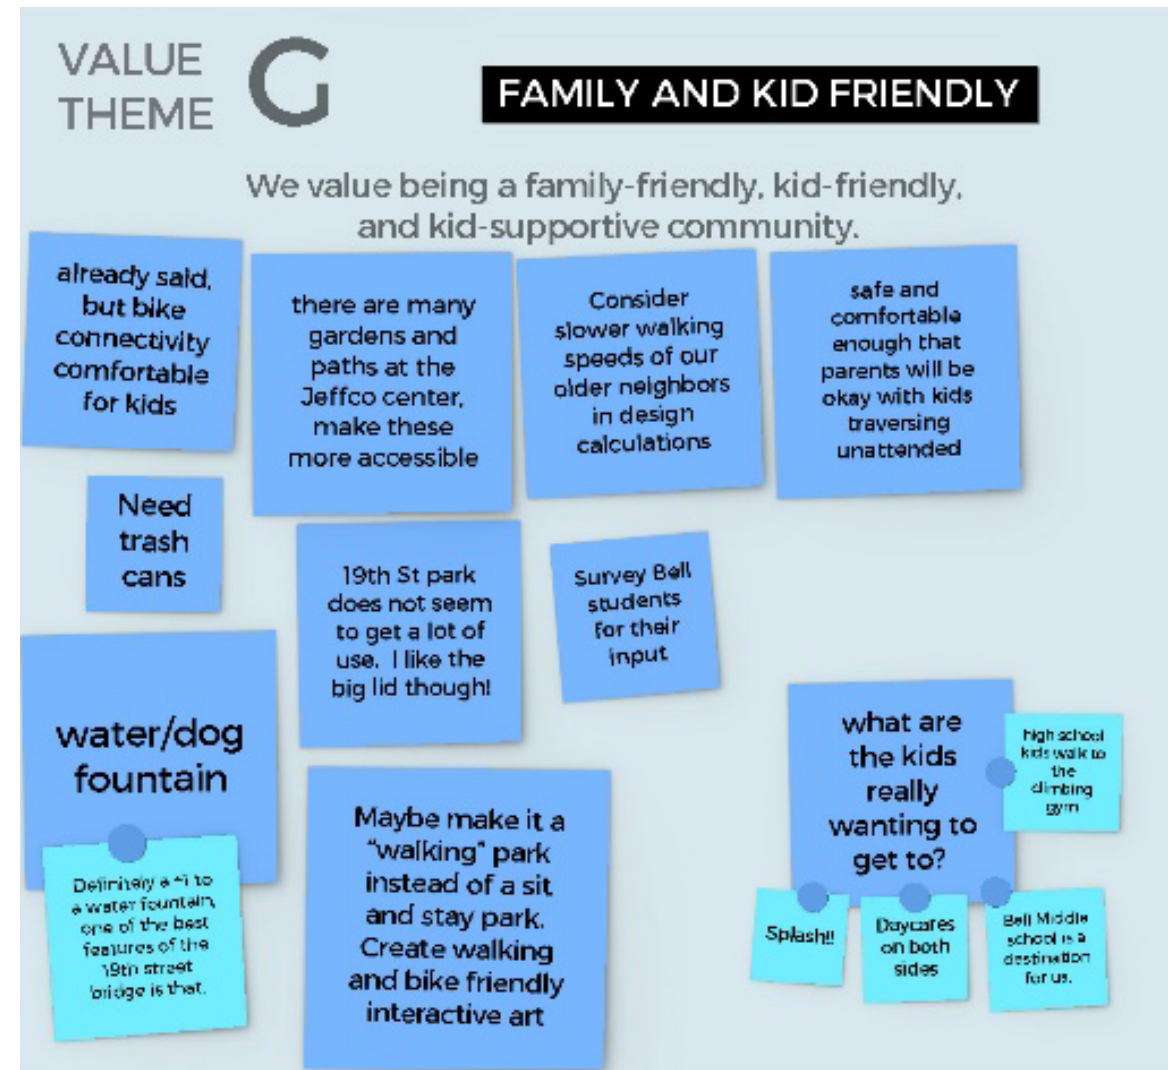 VALUE
THEME
G
FAMILY AND KID FRIENDLY
We value being a family-friendly, kid-friendly,
and kid-supportive community.
already said,
but bike
connectivity
comfortable
for kids
there are many
gardens and
paths at the
Jeffco center,
make these
more accessible
Consider
slower walking
speeds of our
older neighbors
in design
calculations
safe and
comfortable
enough that
parents will be
okay with kids
traversing
unattended
Need
trash
cans
19th St park
does not seem
to get a lot of
use. I like the
big lid though!
Survey Bell
students
for their
input
water/dog
fountain
Definitely a +1 to
a water fountain,
one of the best
features of the
19th street
bridge is that.
Maybe make it a
"walking" park
instead of a sit
and stay park.
Create walking
and bike friendly
interactive art
what are
the kids
really
wanting to
get to?
high school
kids walk to
the
climbing
gym
Splash!!
Daycares
on both
sides
Bell Middle
school is a
destination
for us.